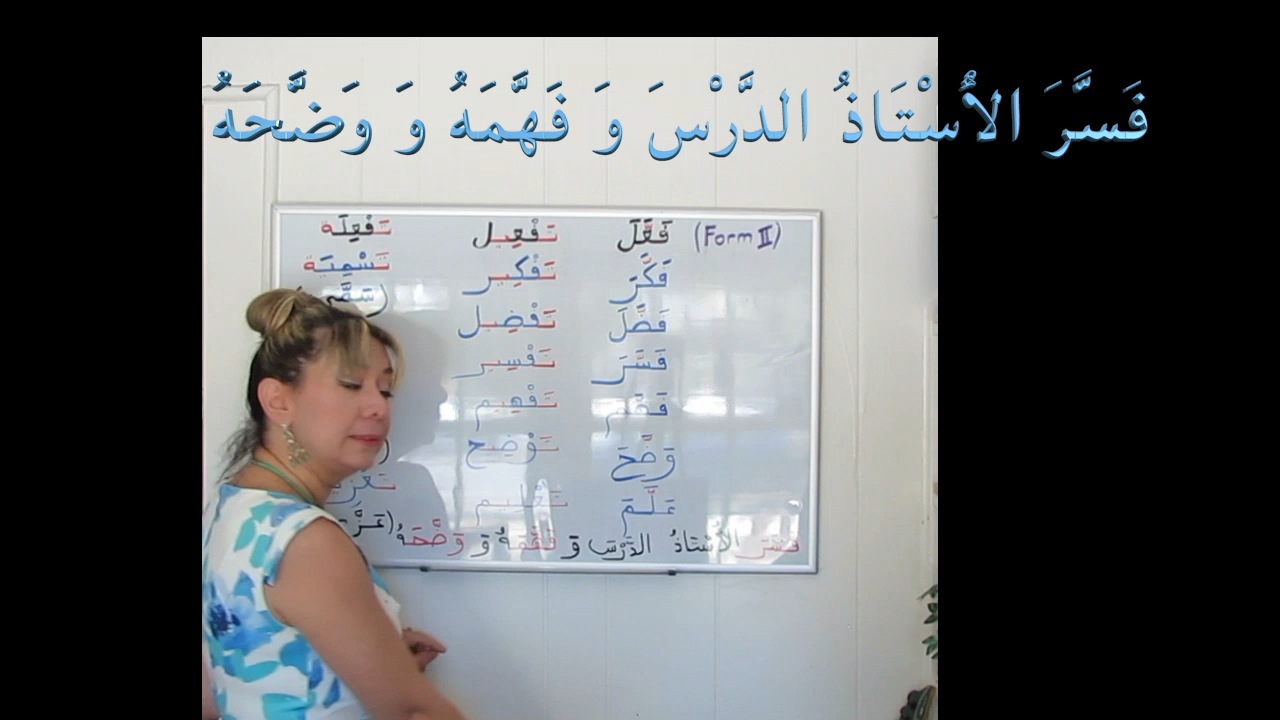 فَسَّرَ الأُسْتَاذُ الدَّرْسَ وَ فَهَّمَهُ وَ وَضَّحَهُ
(Form II) فَعَّلَ تَفْعِيل تَفْعِلَة
فَكَّرَ تَفْكِير تَسْمِيَة
فَضَّلَ تَفْضِيل
فَسَّرَ تَفْسِير
فَهَّمَ تَفْهِيم
وَضَّحَ تَوْضِيح
عَلَّمَ تَعْلِيم
فَسَّرَ الأُسْتَاذُ الدَّرْسَ وَ فَهَّمَهُ وَ وَضَّحَهُ